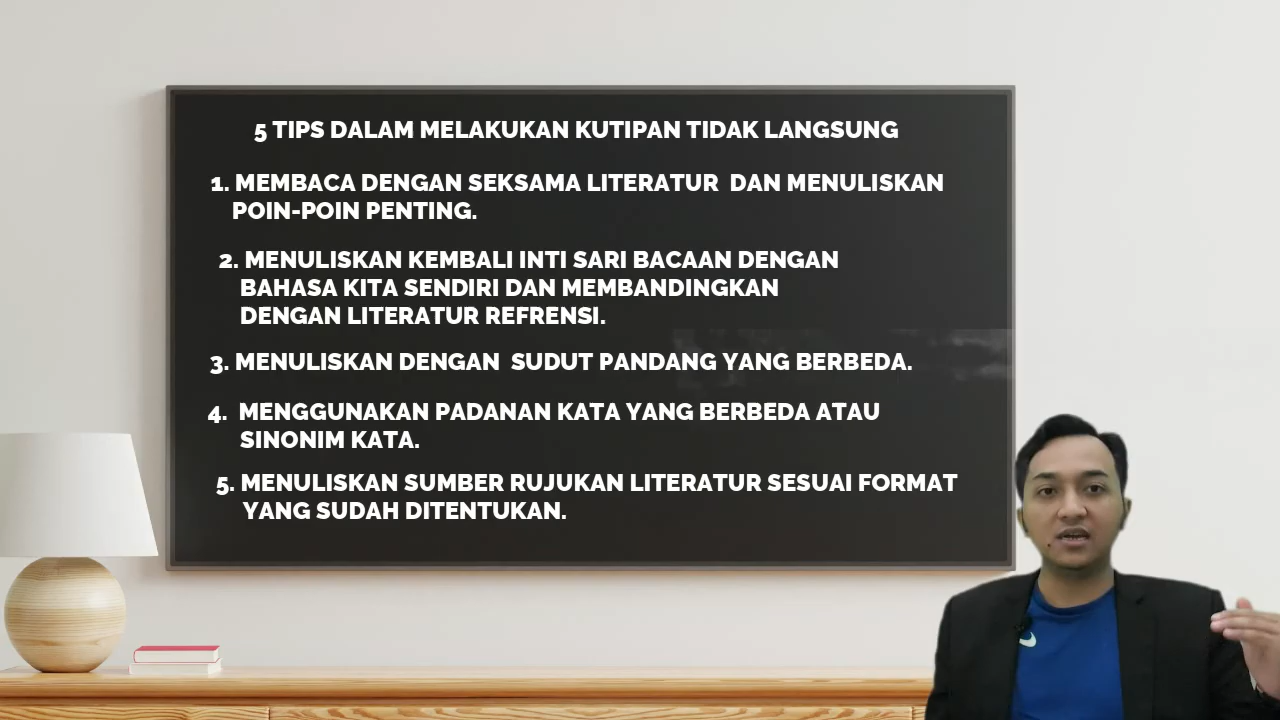 5 TIPS DALAM MELAKUKAN KUTIPAN TIDAK LANGSUNG
1. MEMBACA DENGAN SEKSAMA LITERATUR DAN MENULISKAN
POIN-POIN PENTING.
2. MENULISKAN KEMBALI INTI SARI BACAAN DENGAN
BAHASA KITA SENDIRI DAN MEMBANDINGKAN
DENGAN LITERATUR REFRENSI.
3. MENULISKAN DENGAN SUDUT PANDANG YANG BERBEDA.
4. MENGGUNAKAN PADANAN KATA YANG BERBEDA ATAU
SINONIM KATA.
5. MENULISKAN SUMBER RUJUKAN LITERATUR SESUAI FORMAT
YANG SUDAH DITENTUKAN.